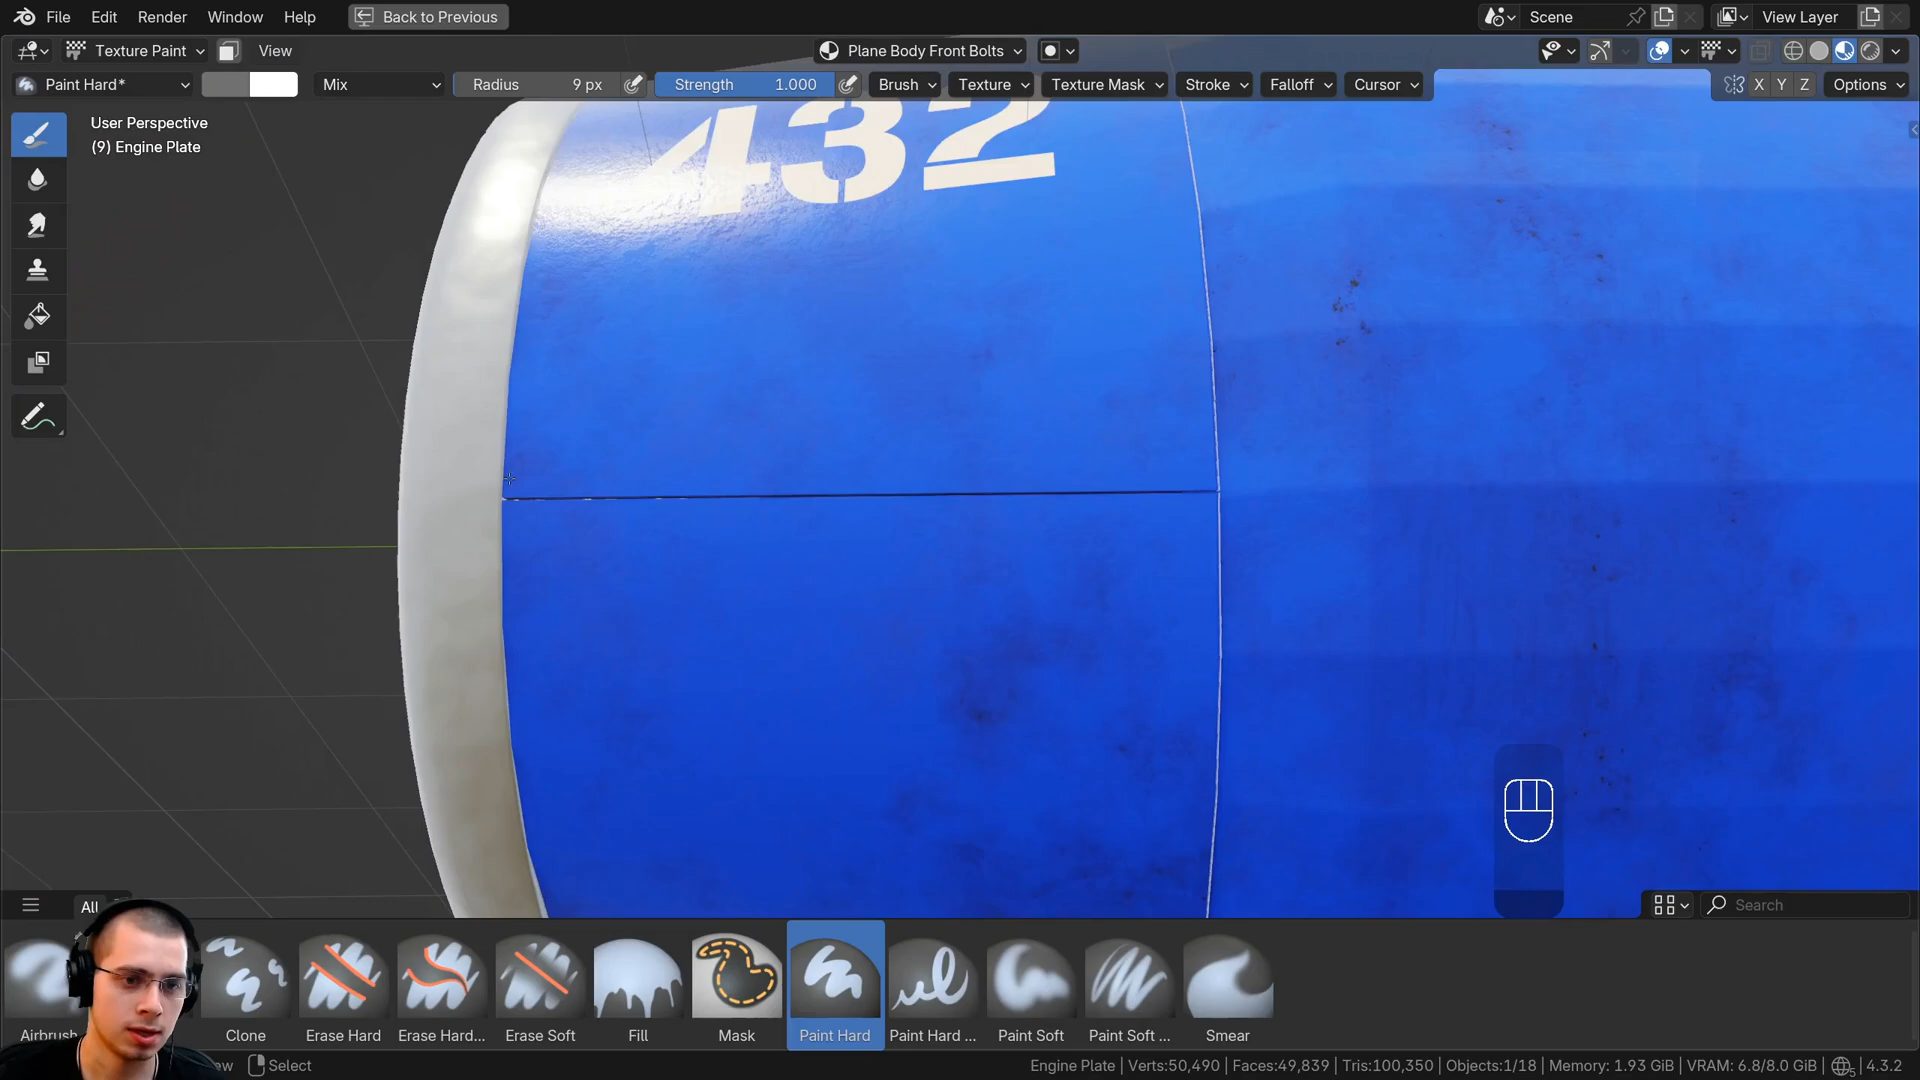 File Edit Render Window Help Back to Previous Scene View Layer
Texture Paint View Plane Body Front Bolts
Paint Hard* Mix Radius 9 px Strength 1.000 Brush Texture Texture Mask Stroke Falloff Cursor X Y Z Options
User Perspective
(9) Engine Plate
432
All Search
Airbrush Clone Erase Hard Erase Hard... Erase Soft Fill Mask Paint Hard Paint Hard ... Paint Soft Paint Soft ... Smear
Select Engine Plate | Verts:50,490 | Faces:49,839 | Tris:100,350 | Objects:1/18 | Memory: 1.93 GiB | VRAM: 6.8/8.0 GiB | 4.3.2